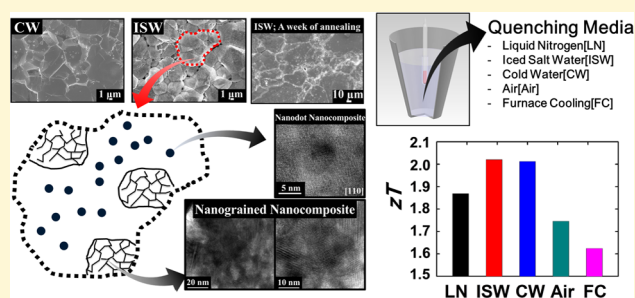 CW
1 μm
ISW
1 μm
ISW; A week of annealing
10 μm
Nanodot Nanocomposite
5 nm
[110]
Nanograined Nanocomposite
20 nm
10 nm
Quenching Media
- Liquid Nitrogen[LN]
- Iced Salt Water[ISW]
- Cold Water[CW]
- Air[Air]
- Furnace Cooling[FC]
2.1
2.0
1.9
1.8
1.7
1.6
1.5
zT
LN ISW CW Air FC